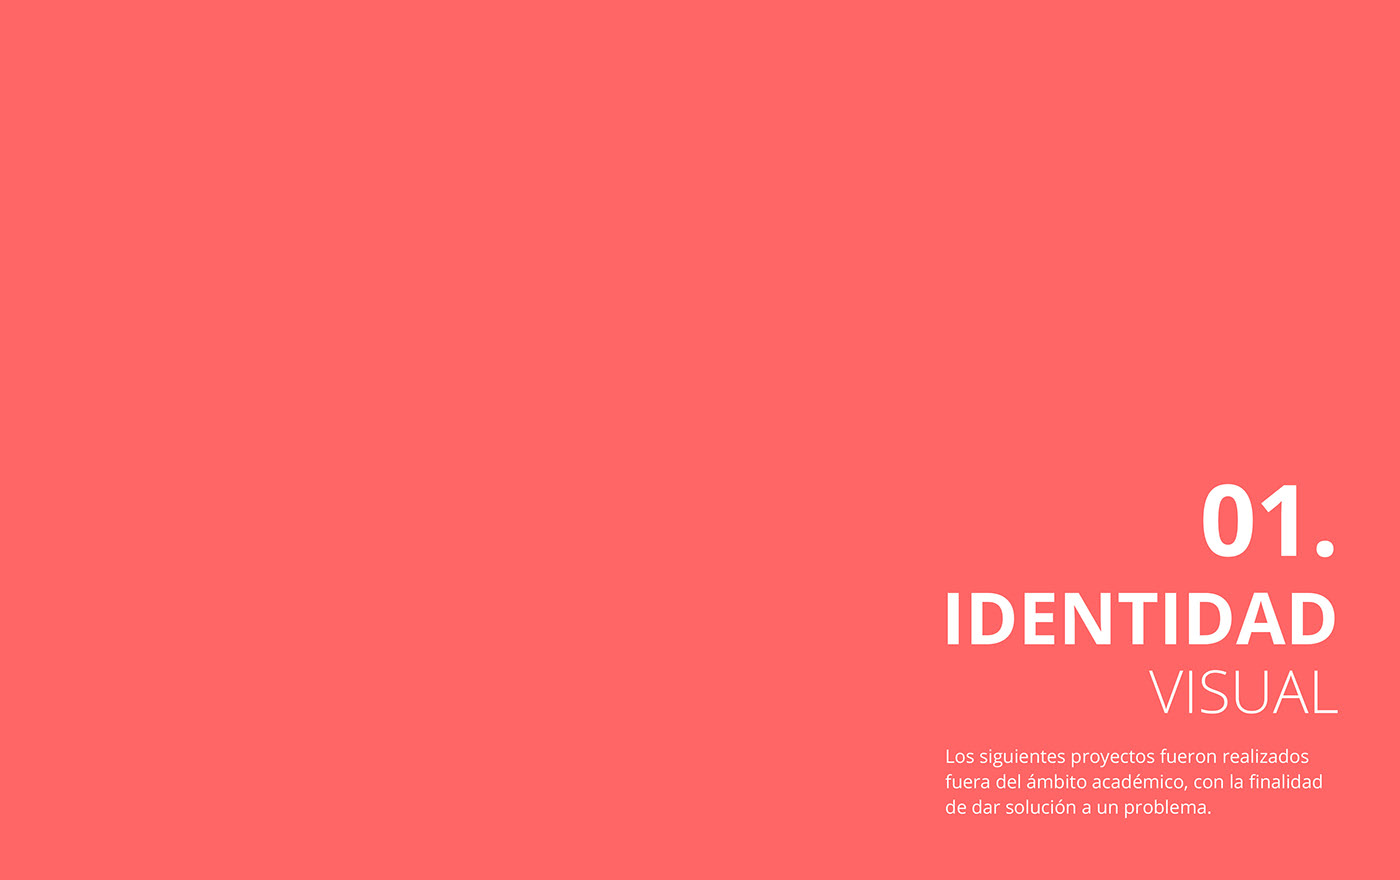 01.
IDENTIDAD
VISUAL
Los siguientes proyectos fueron realizados
fuera del ámbito académico, con la finalidad
de dar solución a un problema.